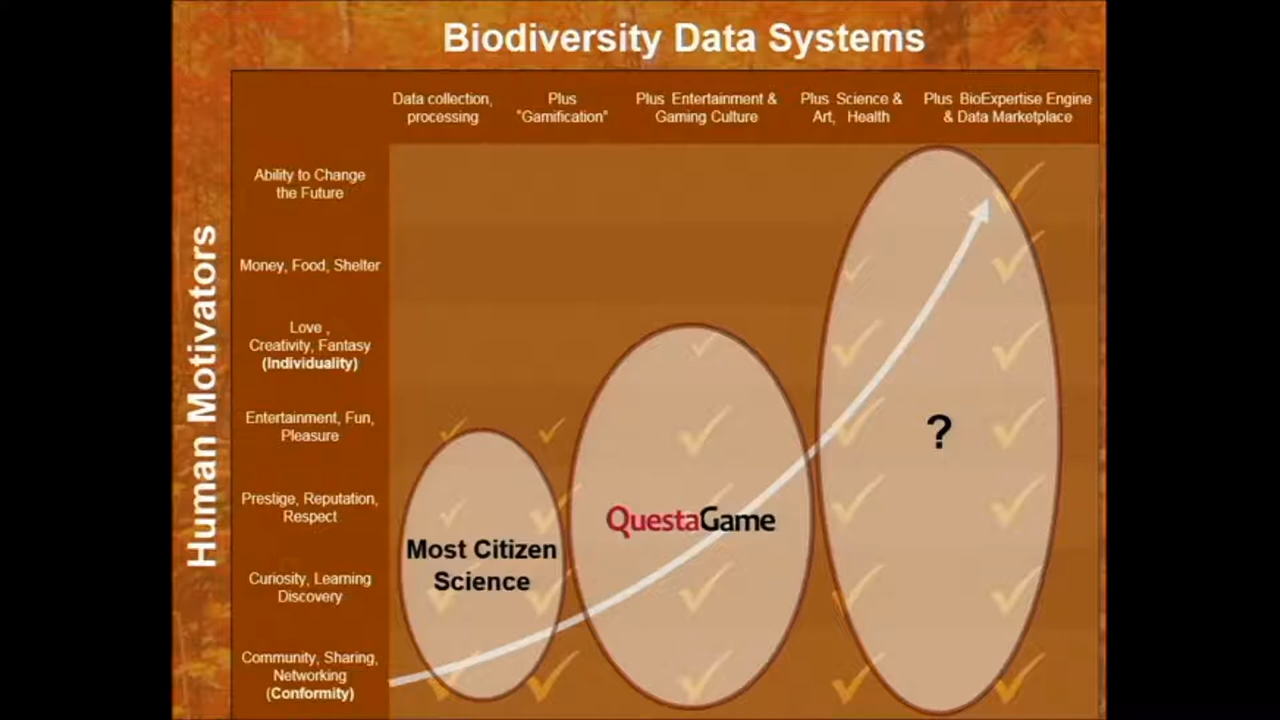 Biodiversity Data Systems
Data collection,
processing
Plus
"Gamification"
Plus Entertainment &
Gaming Culture
Plus Science &
Art, Health
Plus BioExpertise Engine
& Data Marketplace
Human Motivators
Ability to Change
the Future
Money, Food, Shelter
Love ,
Creativity, Fantasy
(Individuality)
Entertainment, Fun,
Pleasure
Prestige, Reputation,
Respect
Curiosity, Learning
Discovery
Community, Sharing,
Networking
(Conformity)
Most Citizen
Science
QuestaGame
?